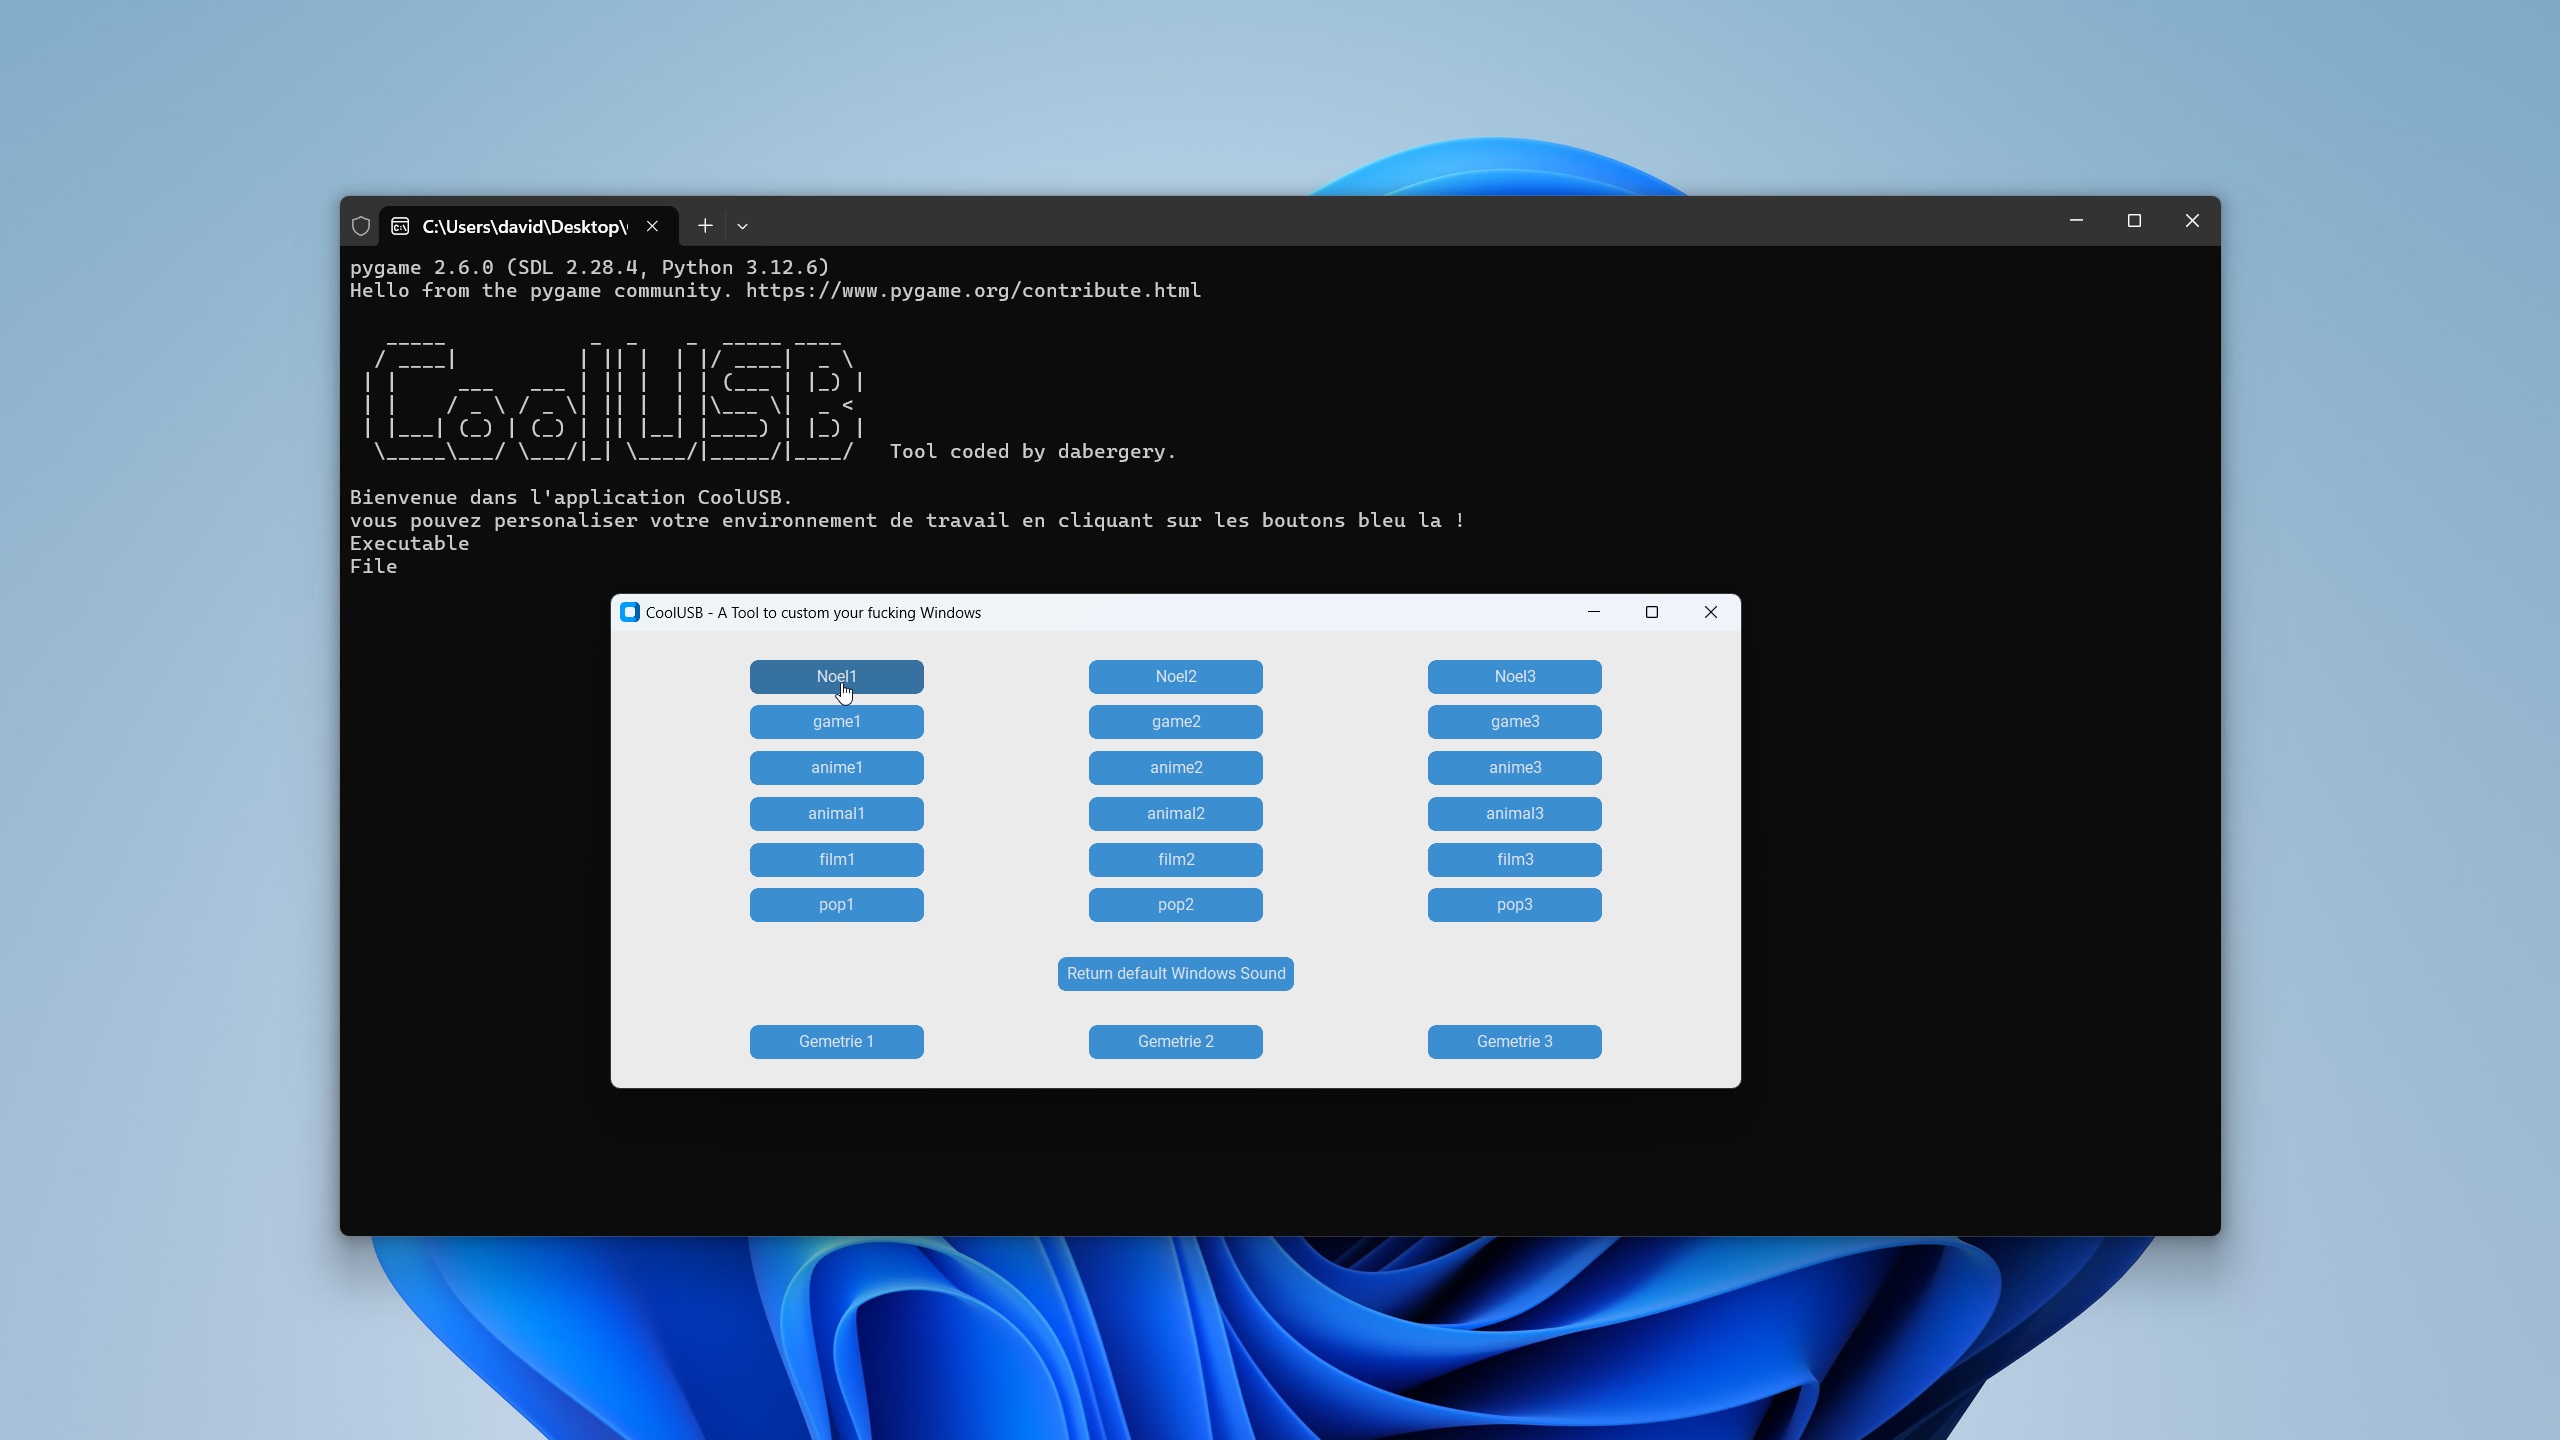 C:\Users\david\Desktop\
pygame 2.6.0 (SDL 2.28.4, Python 3.12.6)
Hello from the pygame community. https://www.pygame.org/contribute.html
CoolUSB
Tool coded by dabergery.
Bienvenue dans l'application CoolUSB.
vous pouvez personaliser votre environnement de travail en cliquant sur les boutons bleu la !
Executable
File
CoolUSB - A Tool to custom your fucking Windows
Noel1 Noel2 Noel3
game1 game2 game3
anime1 anime2 anime3
animal1 animal2 animal3
film1 film2 film3
pop1 pop2 pop3
Return default Windows Sound
Gemetrie 1 Gemetrie 2 Gemetrie 3